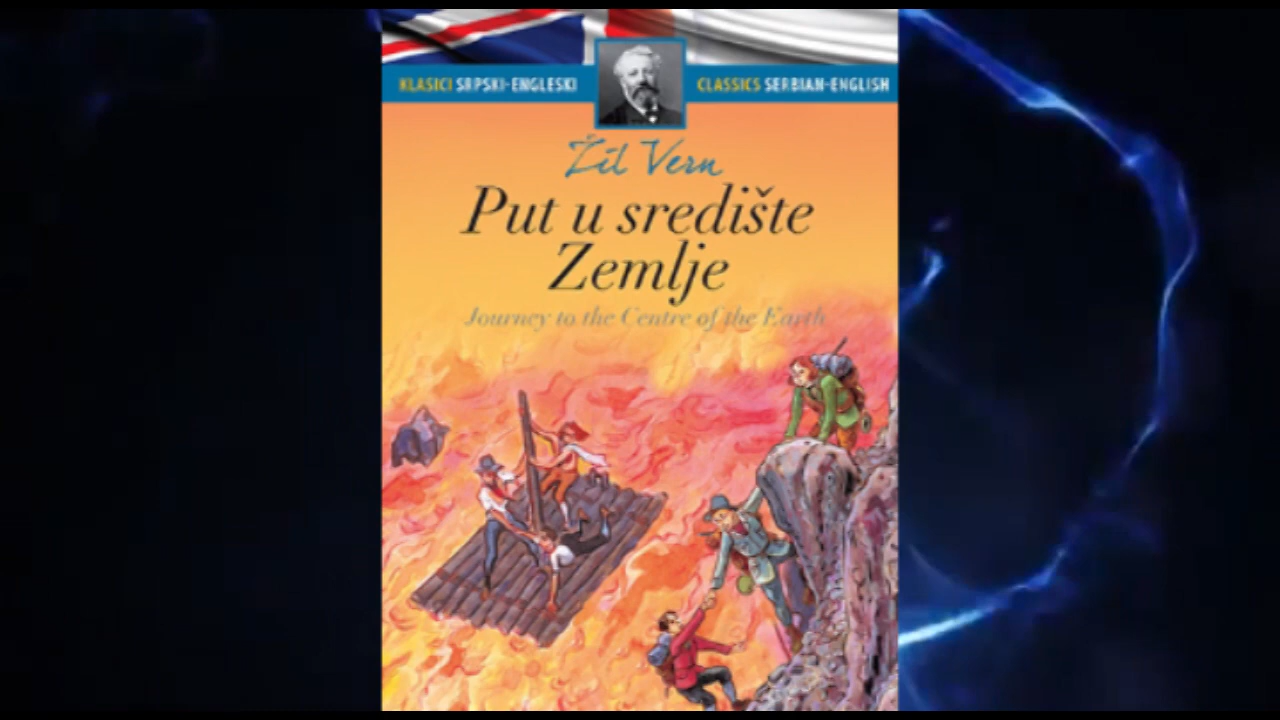 KLASICI SRPSKI-ENGLESKI
CLASSICS SERBIAN-ENGLISH
Žil Vern
Put u središte
Zemlje
Journey to the Centre of the Earth